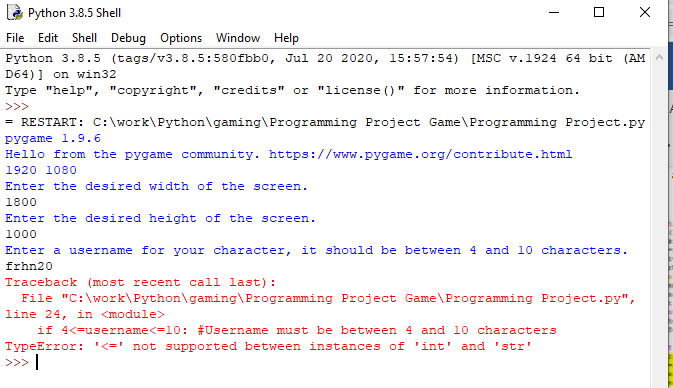 Python 3.8.5 Shell
File Edit Shell Debug Options Window Help
Python 3.8.5 (tags/v3.8.5:580fbb0, Jul 20 2020, 15:57:54) [MSC v.1924 64 bit (AM
D64)] on win32
Type "help", "copyright", "credits" or "license()" for more information.
>>>
= RESTART: C:\work\Python\gaming\Programming Project Game\Programming Project.py
pygame 1.9.6
Hello from the pygame community. https://www.pygame.org/contribute.html
1920 1080
Enter the desired width of the screen.
1800
Enter the desired height of the screen.
1000
Enter a username for your character, it should be between 4 and 10 characters.
frhn20
Traceback (most recent call last):
  File "C:\work\Python\gaming\Programming Project Game\Programming Project.py",
line 24, in <module>
    if 4<=username<=10: #Username must be between 4 and 10 characters
TypeError: '<=' not supported between instances of 'int' and 'str'
>>>